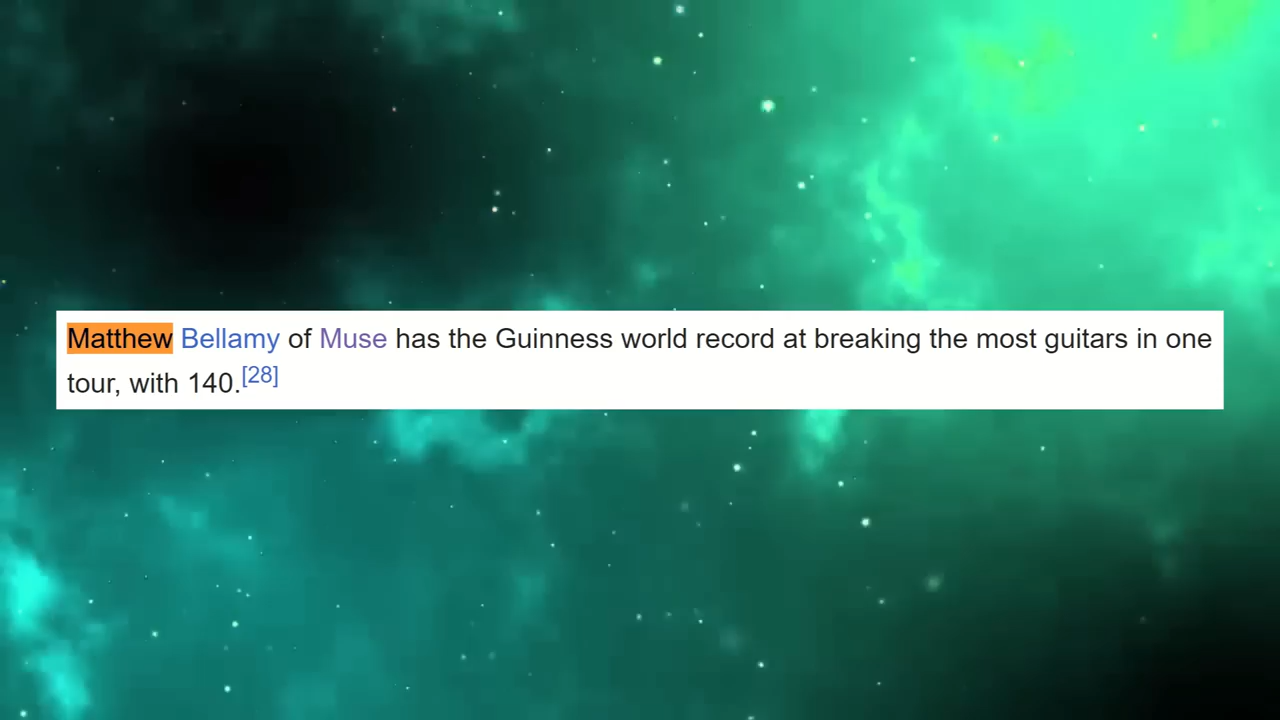 Matthew Bellamy of Muse has the Guinness world record at breaking the most guitars in one
tour, with 140.[28]